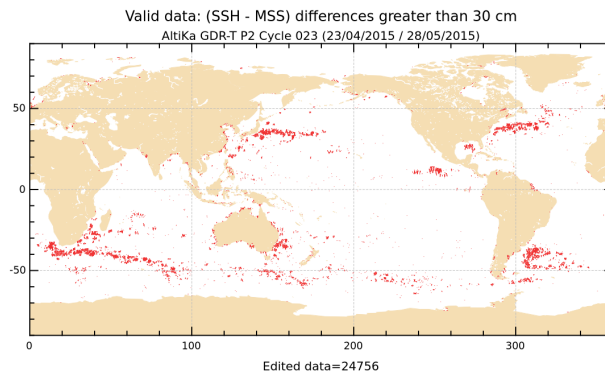 Valid data: (SSH - MSS) differences greater than 30 cm
AltiKa GDR-T P2 Cycle 023 (23/04/2015 / 28/05/2015)
50
0
-50
0 100 200 300
Edited data=24756